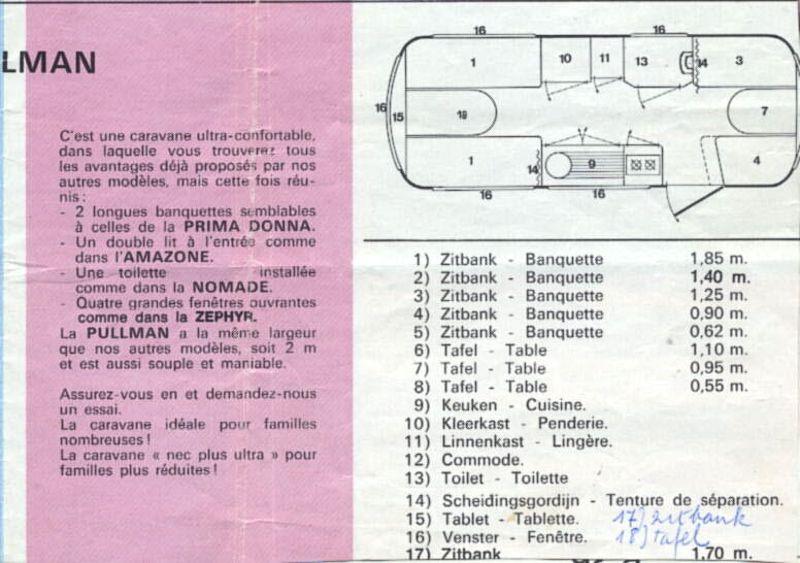 LMAN
C'est une caravane ultra-confortable,
dans laquelle vous trouverez tous
les avantages déjà proposés par nos
autres modèles, mais cette fois réu-
nis :
- 2 longues banquettes semblables
à celles de la PRIMA DONNA.
- Un double lit à l'entrée comme
dans l'AMAZONE.
- Une toilette installée
comme dans la NOMADE.
- Quatre grandes fenêtres ouvrantes
comme dans la ZEPHYR.
La PULLMAN a la même largeur
que nos autres modèles, soit 2 m
et est aussi souple et maniable.
Assurez-vous en et demandez-nous
un essai.
La caravane idéale pour familles
nombreuses !
La caravane « nec plus ultra » pour
familles plus réduites !
16 16
1 10 11 13 14 3
16 15 18 7
1 14 9 4
16 16
1) Zitbank - Banquette 1,85 m.
2) Zitbank - Banquette 1,40 m.
3) Zitbank - Banquette 1,25 m.
4) Zitbank - Banquette 0,90 m.
5) Zitbank - Banquette 0,62 m.
6) Tafel - Table 1,10 m.
7) Tafel - Table 0,95 m.
8) Tafel - Table 0,55 m.
9) Keuken - Cuisine.
10) Kleerkast - Penderie.
11) Linnenkast - Lingère.
12) Commode.
13) Toilet - Toilette
14) Scheidingsgordijn - Tenture de séparation.
15) Tablet - Tablette. 17) zitbank
16) Venster - Fenêtre. 18) tafel
17) Zitbank 1,70 m.